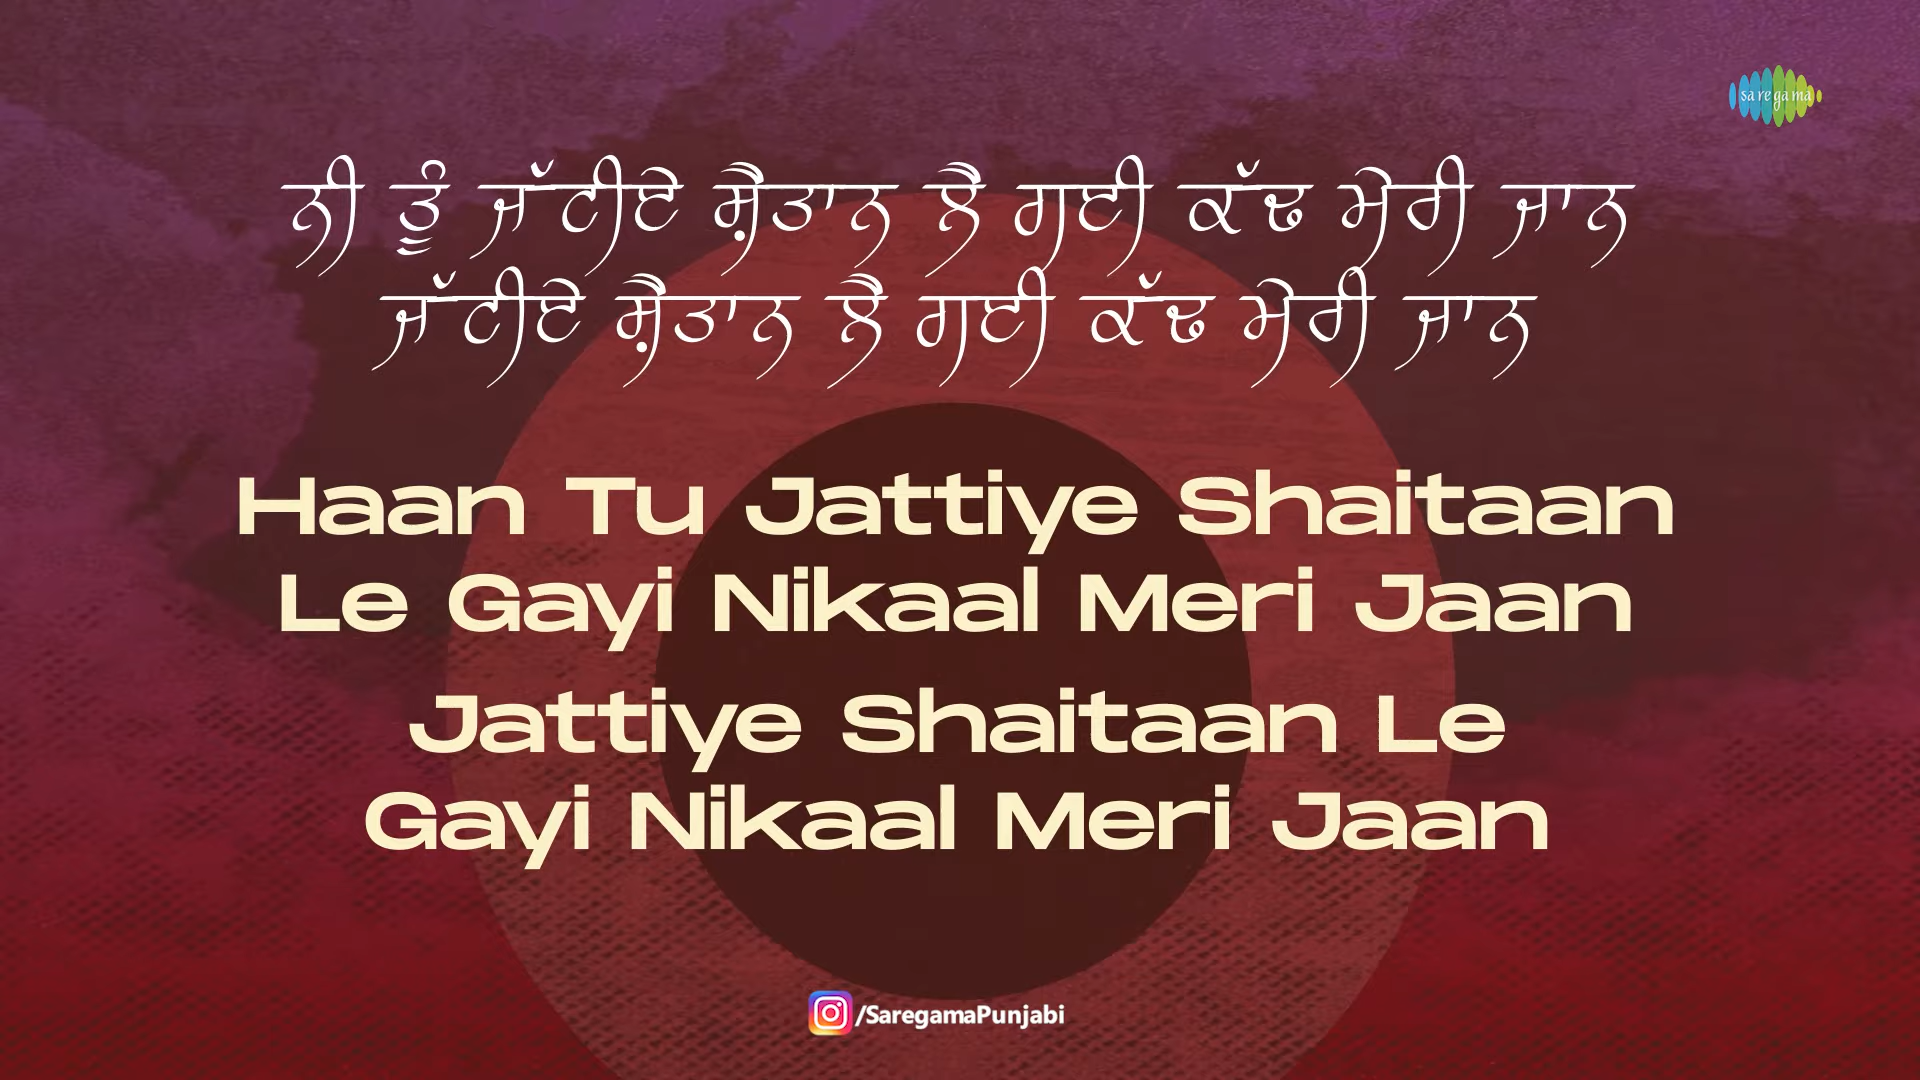 saregama
ਨੀ ਤੂੰ ਜੱਟੀਏ ਸ਼ੈਤਾਨ ਲੈ ਗਈ ਕੱਢ ਮੇਰੀ ਜਾਨ
ਜੱਟੀਏ ਸ਼ੈਤਾਨ ਲੈ ਗਈ ਕੱਢ ਮੇਰੀ ਜਾਨ
Haan Tu Jattiye Shaitaan
Le Gayi Nikaal Meri Jaan
Jattiye Shaitaan Le
Gayi Nikaal Meri Jaan
/SaregamaPunjabi